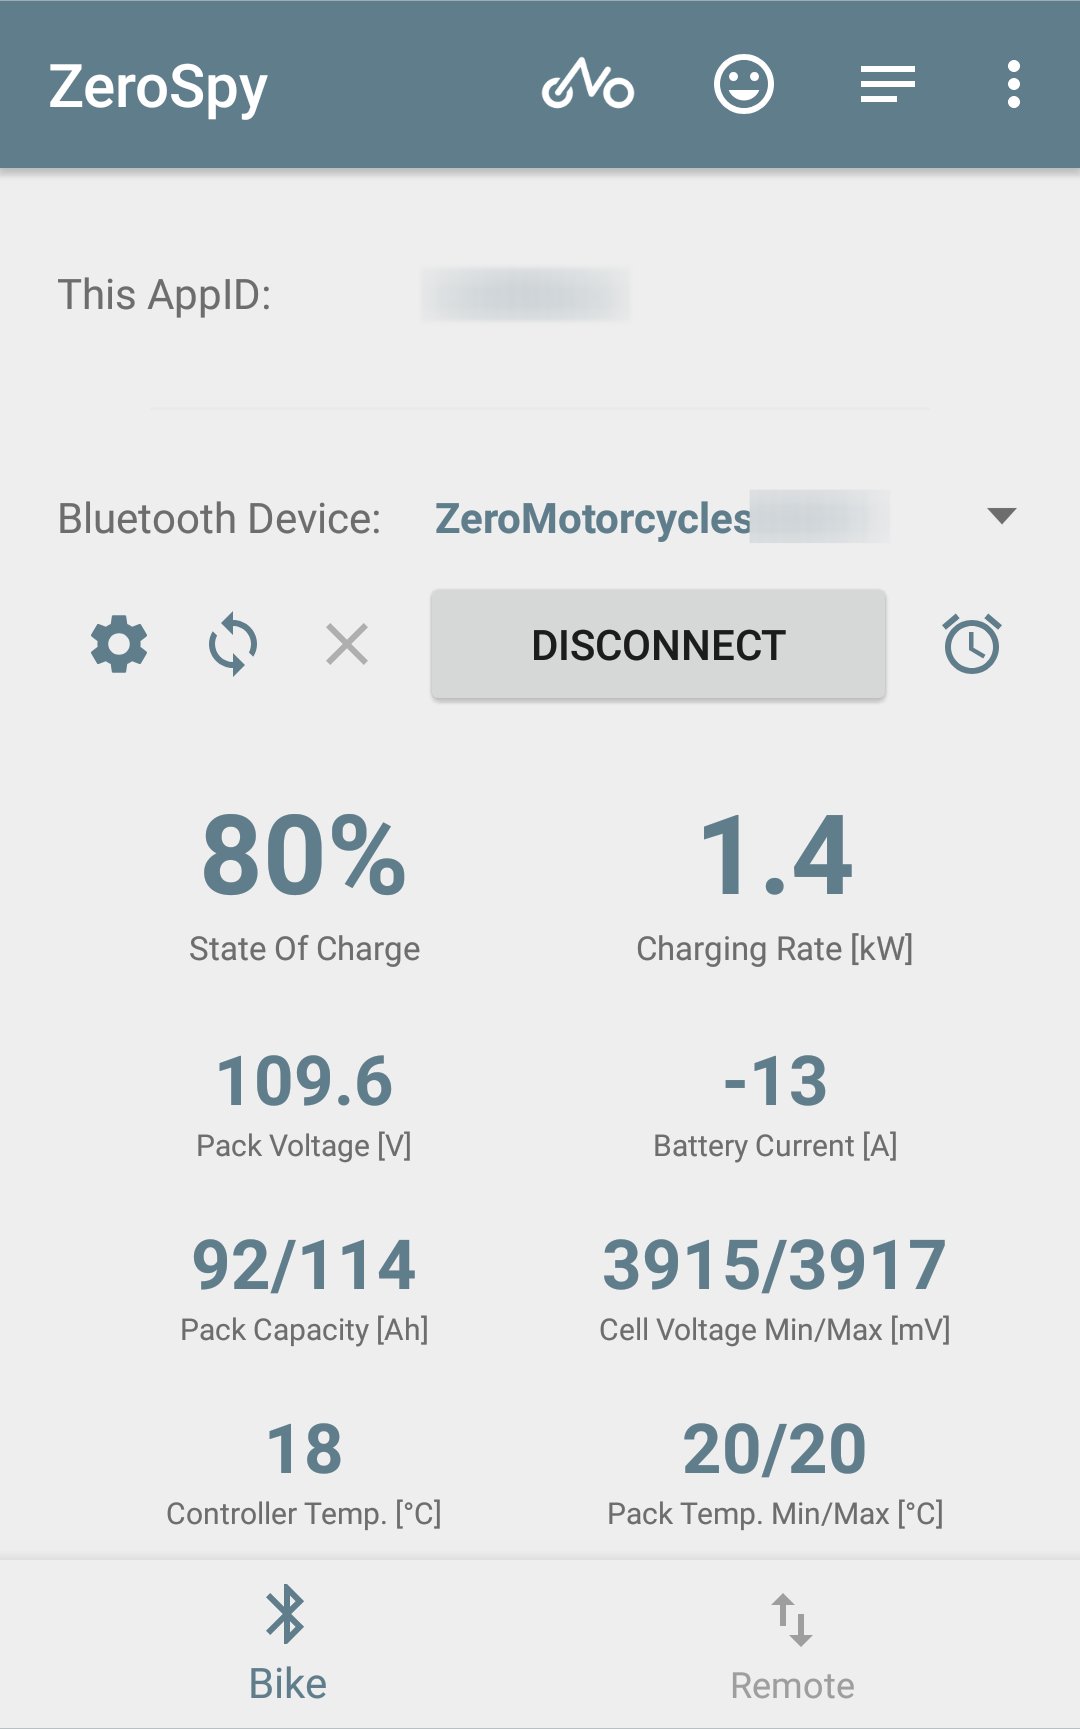 ZeroSpy
This AppID:
Bluetooth Device: ZeroMotorcycles
DISCONNECT
80% 1.4
State Of Charge Charging Rate [kW]
109.6 -13
Pack Voltage [V] Battery Current [A]
92/114 3915/3917
Pack Capacity [Ah] Cell Voltage Min/Max [mV]
18 20/20
Controller Temp. [°C] Pack Temp. Min/Max [°C]
Bike Remote